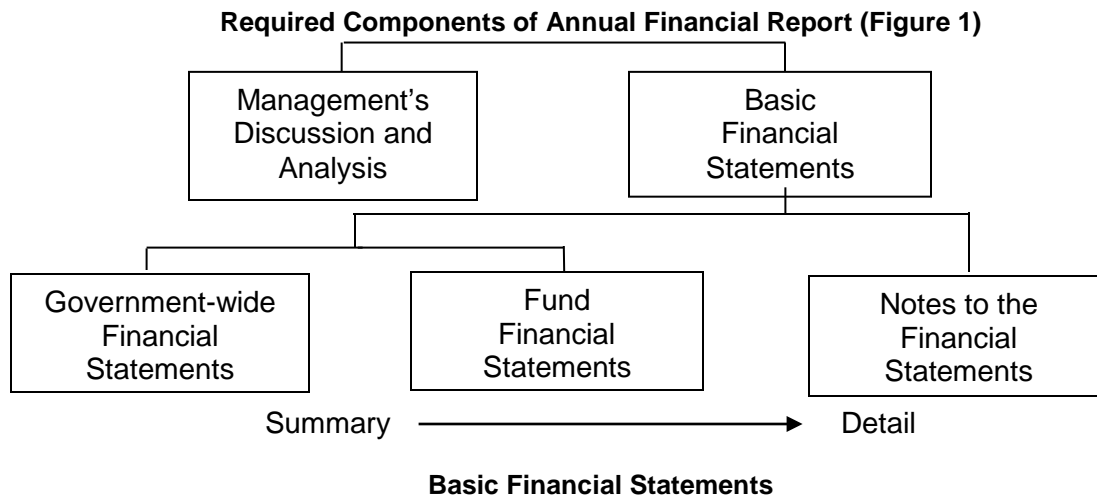 Required Components of Annual Financial Report (Figure 1)
Management’s
Discussion and
Analysis
Basic
Financial
Statements
Government-wide
Financial
Statements
Fund
Financial
Statements
Notes to the
Financial
Statements
Summary
Detail
Basic Financial Statements